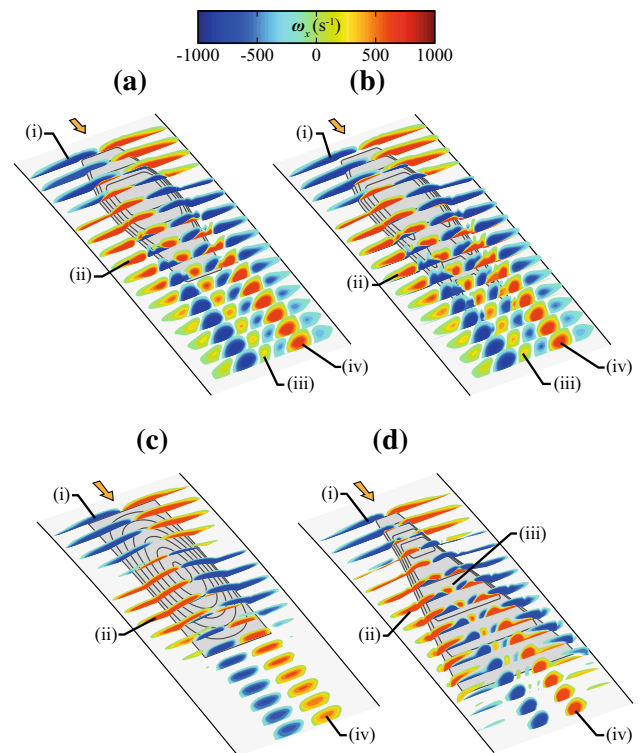 ωx (s-1)
-1000 -500 0 500 1000
(a) (b)
(i) (i)
(ii) (ii)
(iii) (iv) (iii) (iv)
(c) (d)
(i) (i)
(iii)
(ii) (ii)
(iv) (iv)